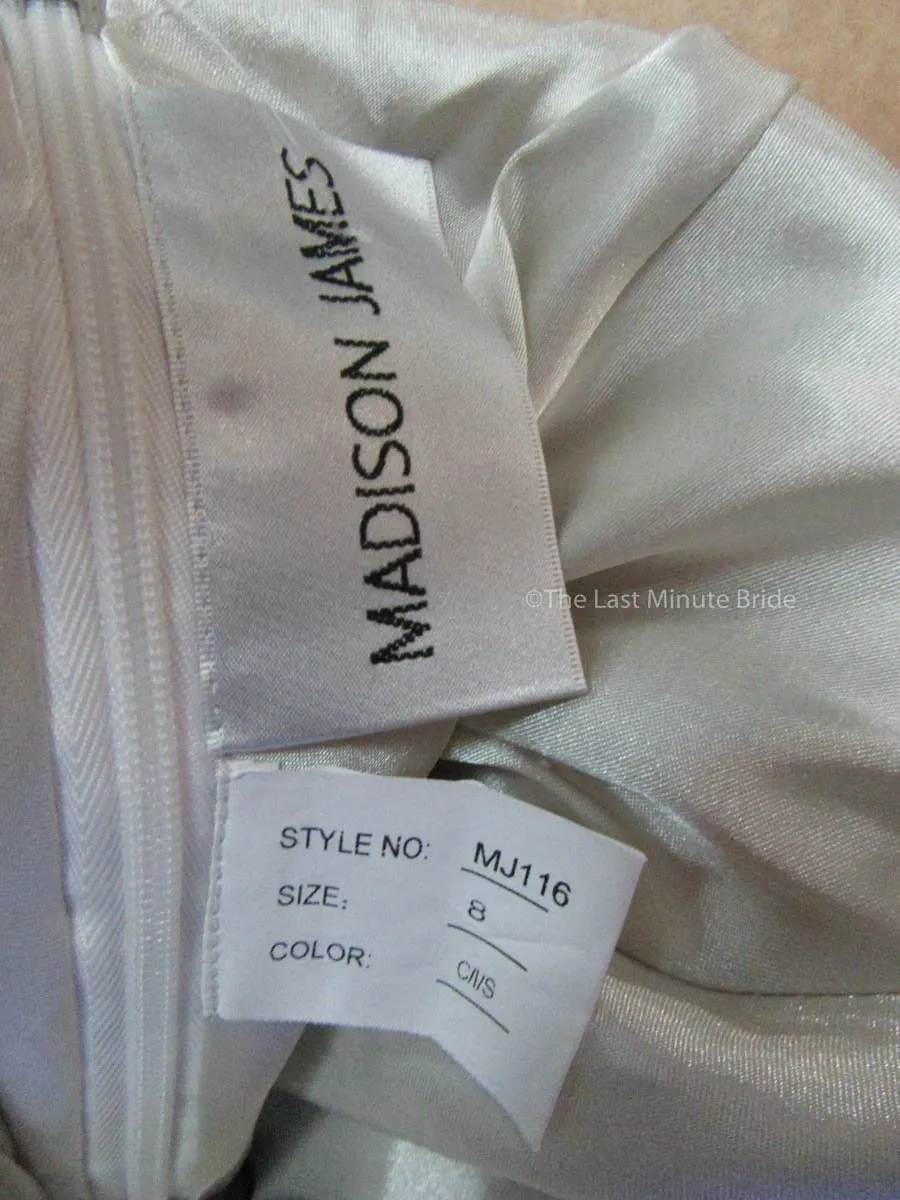 MADISON JAMES
©The Last Minute Bride
STYLE NO: MJ116
SIZE: 8
COLOR: C/I/S